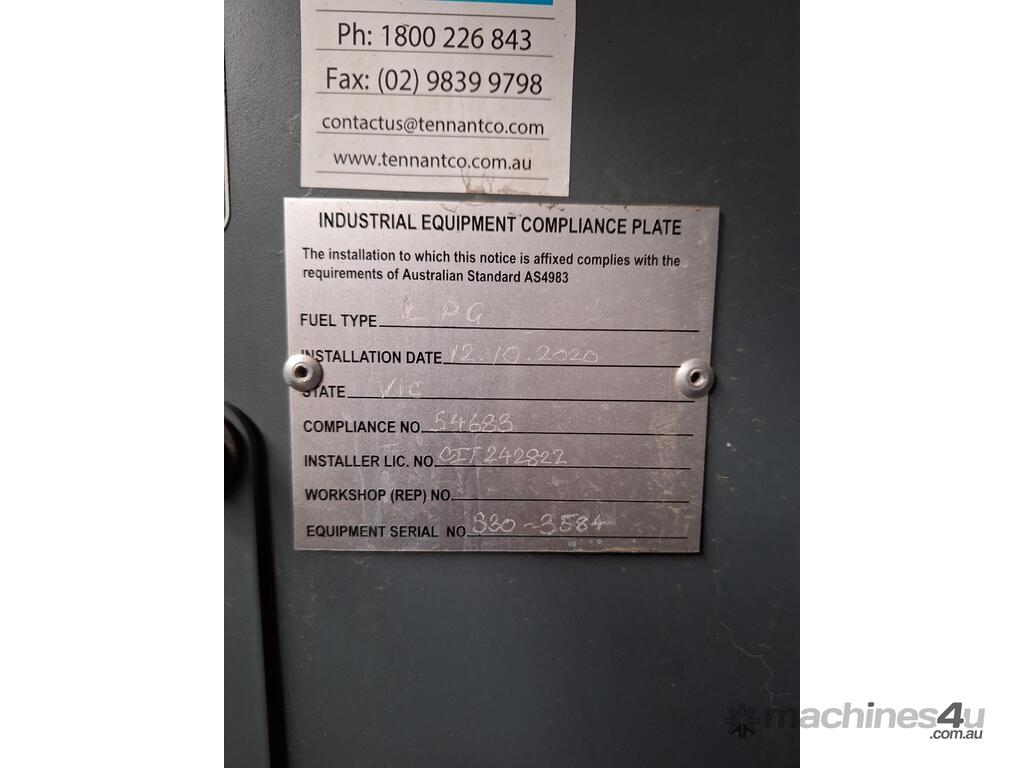 Ph: 1800 226 843
Fax: (02) 9839 9798
contactus@tennantco.com
www.tennantco.com.au
INDUSTRIAL EQUIPMENT COMPLIANCE PLATE
The installation to which this notice is affixed complies with the
requirements of Australian Standard AS4983
FUEL TYPE LPG
INSTALLATION DATE 12.10.2020
STATE VIC
COMPLIANCE NO. 54688
INSTALLER LIC. NO. CIT242822
WORKSHOP (REP) NO.
EQUIPMENT SERIAL NO. S30-3584
machines4u
.com.au